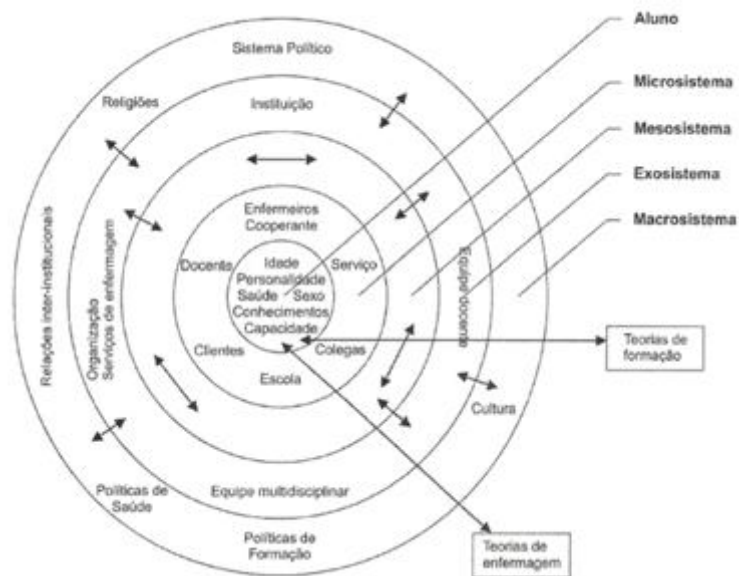 Aluno
Sistema Político
Religiões
Microsistema
Instituição
Mesosistema
Exosistema
Enfermeiros
Cooperante
Macrosistema
Relações inter-institucionais
Organização
Serviços de enfermagem
Docente
Serviço
Equipe docente
Idade
Personalidade
Saúde Sexo
Conhecimentos
Capacidade
Clientes
Colegas
Escola
Teorias de
formação
Cultura
Políticas de
Saúde
Equipe multidisciplinar
Políticas de
Formação
Teorias de
enfermagem